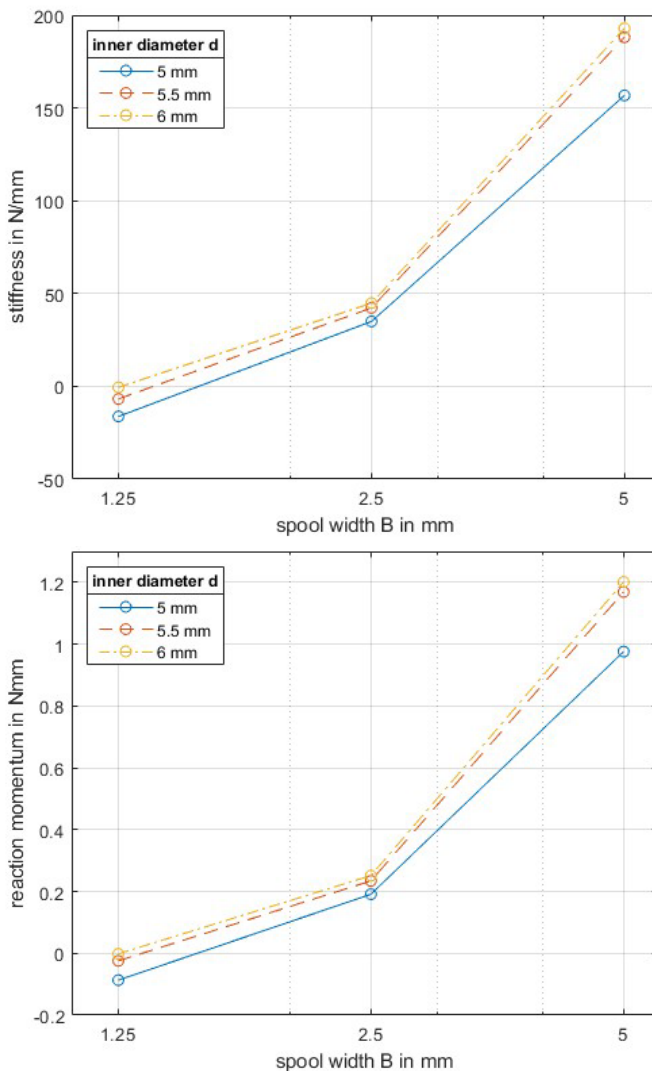 200
150
100
50
0
-50
stiffness in N/mm
inner diameter d
5 mm
5.5 mm
6 mm
1.25
2.5
5
spool width B in mm
1.2
1
0.8
0.6
0.4
0.2
0
-0.2
reaction momentum in Nmm
inner diameter d
5 mm
5.5 mm
6 mm
1.25
2.5
5
spool width B in mm